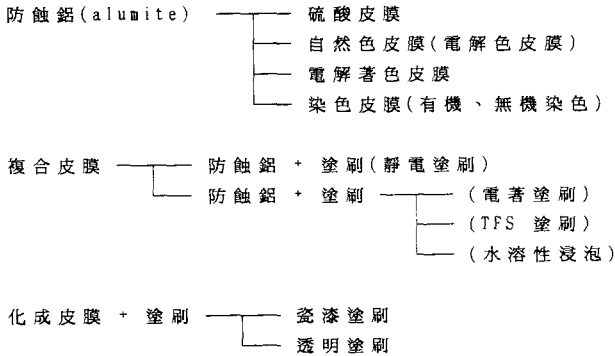 防蝕鋁(alumite) 硫酸皮膜
自然色皮膜(電解色皮膜)
電解著色皮膜
染色皮膜(有機、無機染色)
複合皮膜 防蝕鋁 + 塗刷(靜電塗刷)
防蝕鋁 + 塗刷 (電著塗刷)
(TFS 塗刷)
(水溶性浸泡)
化成皮膜 + 塗刷 瓷漆塗刷
透明塗刷